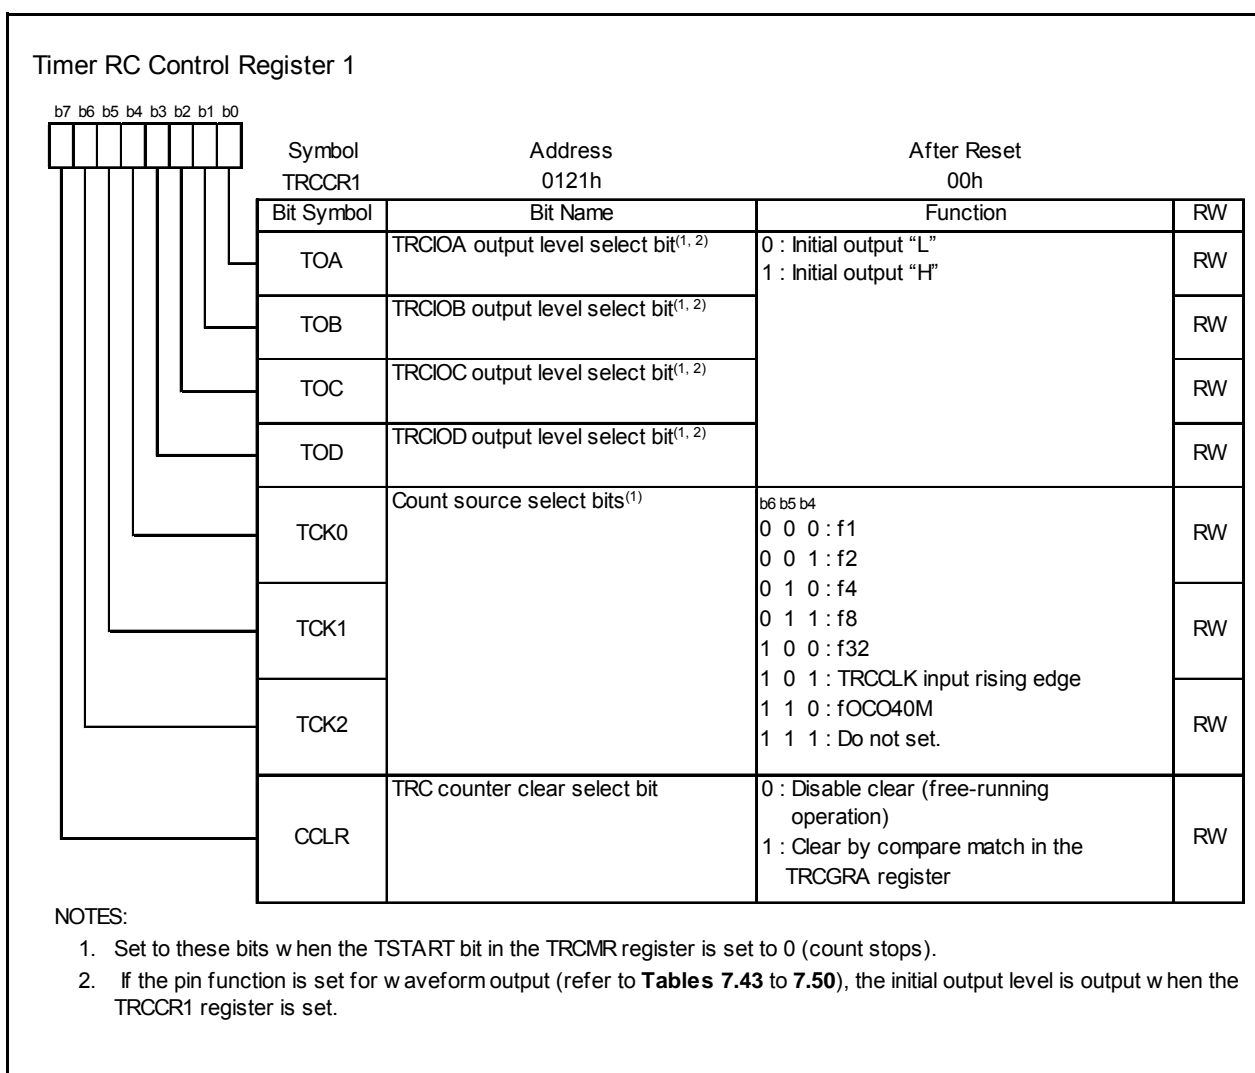 Timer RC Control Register 1
b7 b6 b5 b4 b3 b2 b1 b0
Symbol Address After Reset
TRCCR1 0121h 00h
Bit Symbol Bit Name Function RW
TOA TRCIOA output level select bit(1, 2) 0 : Initial output “L”
1 : Initial output “H” RW
TOB TRCIOB output level select bit(1, 2) RW
TOC TRCIOC output level select bit(1, 2) RW
TOD TRCIOD output level select bit(1, 2) RW
Count source select bits(1) b6 b5 b4
TCK0 0 0 0 : f1 RW
0 0 1 : f2
0 1 0 : f4
TCK1 0 1 1 : f8 RW
1 0 0 : f32
1 0 1 : TRCCLK input rising edge
TCK2 1 1 0 : fOCO40M RW
1 1 1 : Do not set.
CCLR TRC counter clear select bit 0 : Disable clear (free-running
operation)
1 : Clear by compare match in the RW
TRCGRA register
NOTES:
1. Set to these bits when the TSTART bit in the TRCMR register is set to 0 (count stops).
2. If the pin function is set for waveform output (refer to Tables 7.43 to 7.50), the initial output level is output when the
TRCCR1 register is set.